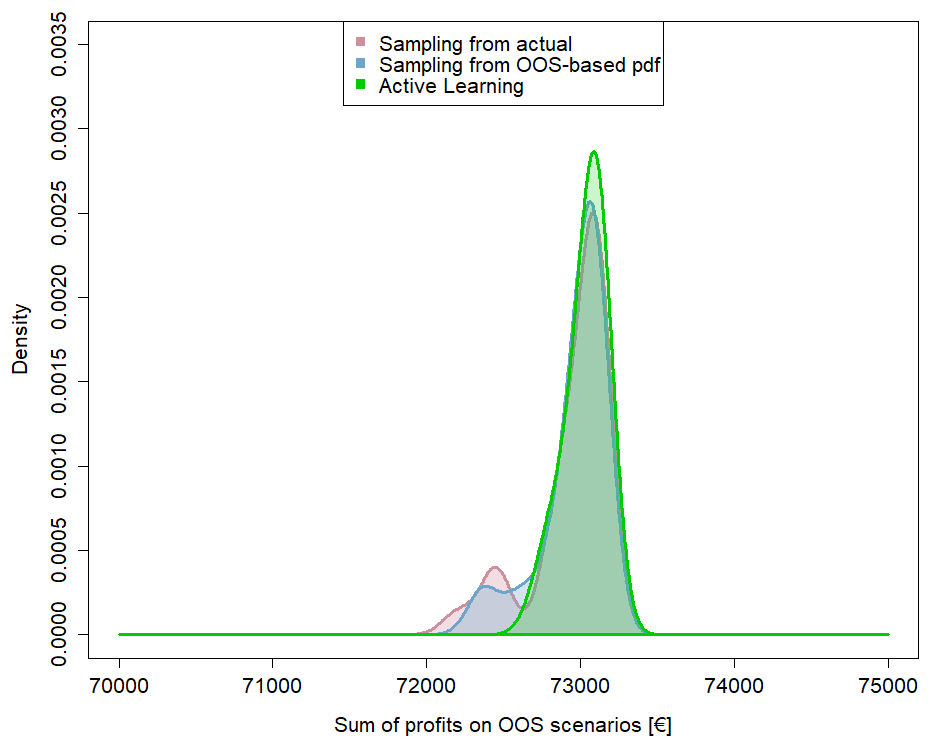 Sampling from actual
Sampling from OOS-based pdf
Active Learning
0.0035
0.0030
0.0025
0.0020
0.0015
0.0010
0.0005
0.0000
Density
70000 71000 72000 73000 74000 75000
Sum of profits on OOS scenarios [€]